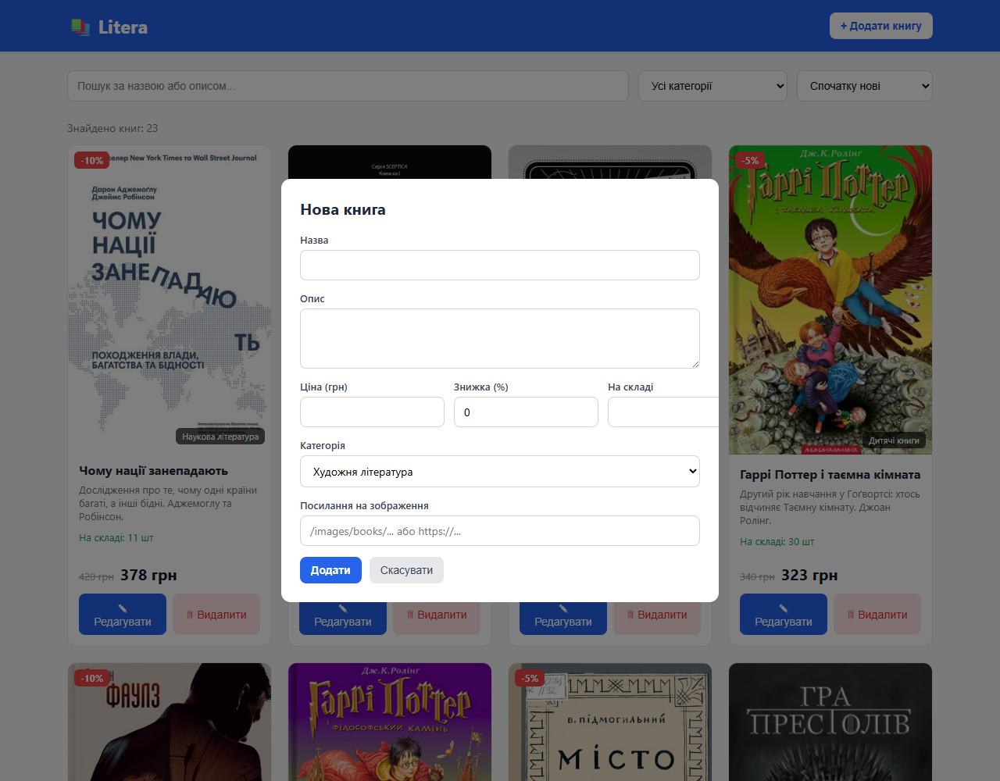 Litera
+ Додати книгу
Пошук за назвою або описом...
Усі категорії
Спочатку нові
Знайдено книг: 23
-10%
селер New York Times та Wall Street Journal
Дарон Аджемоґлу
Джеймс Робінсон
ЧОМУ
НАЦІЇ
ЗАНЕПАДАЮ
ТЬ
ПОХОДЖЕННЯ ВЛАДИ,
БАГАТСТВА ТА БІДНОСТІ
Наукова література
Чому нації занепадають
Дослідження про те, чому одні країни
багаті, а інші бідні. Аджемоглу та
Робінсон.
На складі: 11 шт
420 грн 378 грн
Редагувати
Видалити
Серія SCEPTICA
Книжка I
Редагувати
Видалити
Редагувати
Видалити
-5%
Дж.К.Ролінґ
Гаррі Поттер
і таємна кімната
А-БА-БА-ГА-ЛА-МА-ГА
Дитячі книги
Гаррі Поттер і таємна кімната
Другий рік навчання у Гоґвортсі: хтось
відчиняє Таємну кімнату. Джоан
Ролінг.
На складі: 30 шт
340 грн 323 грн
Редагувати
Видалити
Нова книга
Назва
Опис
Ціна (грн)
Знижка (%)
На складі
0
Категорія
Художня література
Посилання на зображення
/images/books/... або https://...
Додати
Скасувати
-10%
ФАУЛЗ
Дж.К.Ролінґ
Гаррі Поттер
і філософський камінь
-5%
В. ПІДМОГИЛЬНИЙ
МІСТО
ГРА
ПРЕСТОЛІВ